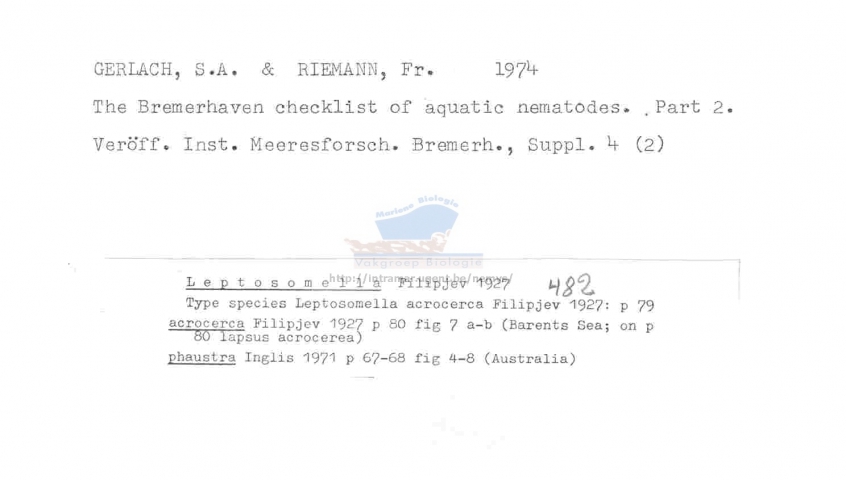 GERLACH, S.A. & RIEMANN, Fr. 1974
The Bremerhaven checklist of aquatic nematodes. Part 2.
Veröff. Inst. Meeresforsch. Bremerh., Suppl. 4 (2)
Mariene Biologie
Vakgroep Biologie
http://intramar.ugent.be/nemys/
Leptosomella Filipjev 1927 482
Type species Leptosomella acrocerca Filipjev 1927: p 79
acrocerca Filipjev 1927 p 80 fig 7 a-b (Barents Sea; on p
80 lapsus acrocerea)
phaustra Inglis 1971 p 67-68 fig 4-8 (Australia)